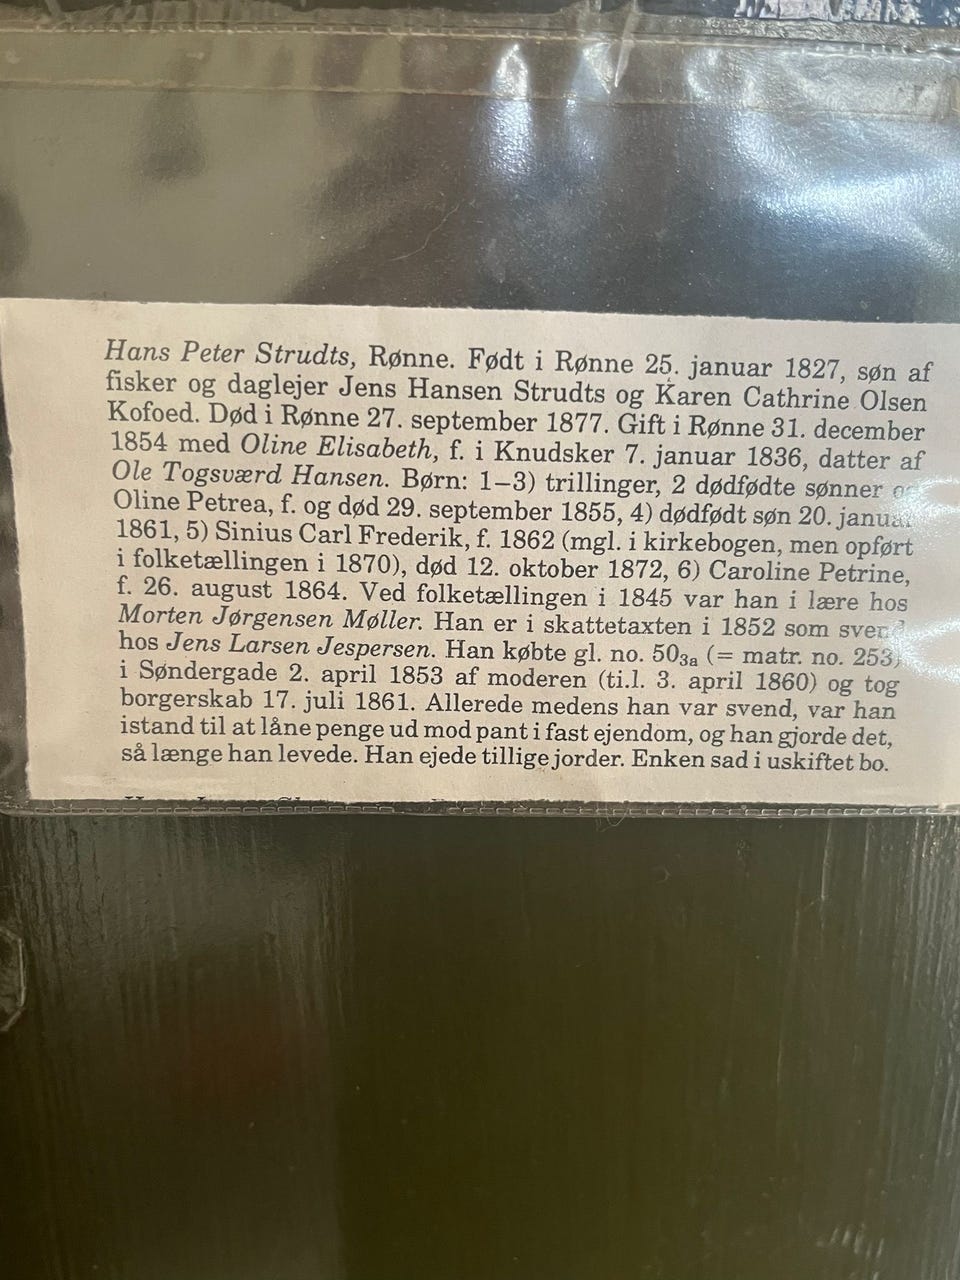 Hans Peter Strudts, Rønne. Født i Rønne 25. januar 1827, søn af
fisker og daglejer Jens Hansen Strudts og Karen Cathrine Olsen
Kofoed. Død i Rønne 27. september 1877. Gift i Rønne 31. december
1854 med Oline Elisabeth, f. i Knudsker 7. januar 1836, datter af
Ole Togsværd Hansen. Børn: 1–3) trillinger, 2 dødfødte sønner og
Oline Petrea, f. og død 29. september 1855, 4) dødfødt søn 20. januar
1861, 5) Sinius Carl Frederik, f. 1862 (mgl. i kirkebogen, men opført
i folketællingen i 1870), død 12. oktober 1872, 6) Caroline Petrine,
f. 26. august 1864. Ved folketællingen i 1845 var han i lære hos
Morten Jørgensen Møller. Han er i skattetaxten i 1852 som svend
hos Jens Larsen Jespersen. Han købte gl. no. 50₃ₐ (= matr. no. 253)
i Søndergade 2. april 1853 af moderen (ti.l. 3. april 1860) og tog
borgerskab 17. juli 1861. Allerede medens han var svend, var han
istand til at låne penge ud mod pant i fast ejendom, og han gjorde det,
så længe han levede. Han ejede tillige jorder. Enken sad i uskiftet bo.